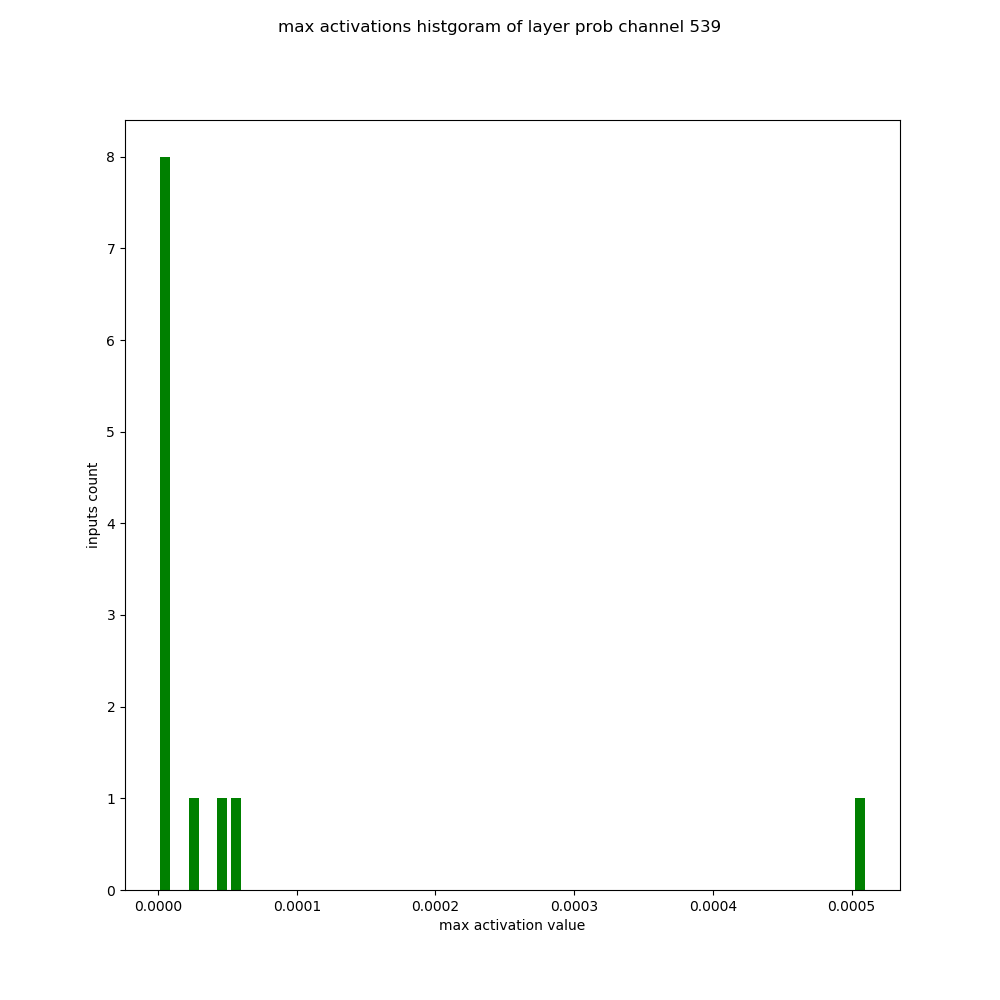 max activations histgoram of layer prob channel 539
8
7
6
5
4
3
2
1
0
inputs count
0.0000 0.0001 0.0002 0.0003 0.0004 0.0005
max activation value